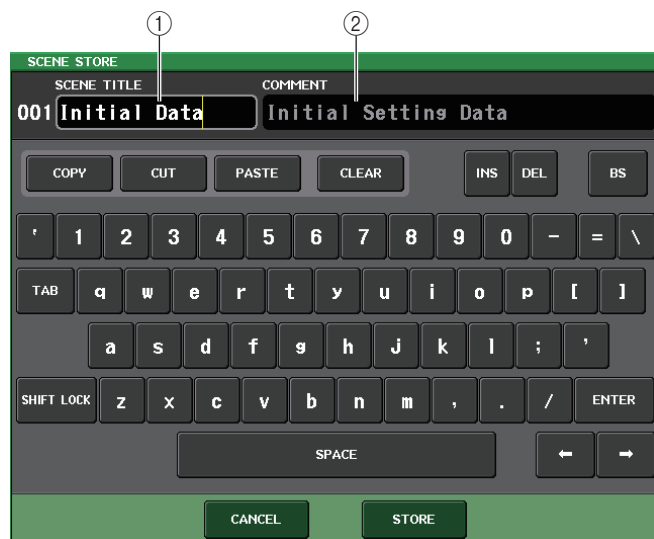 ① ②
SCENE STORE
SCENE TITLE COMMENT
001 Initial Data Initial Setting Data
COPY CUT PASTE CLEAR INS DEL BS
' 1 2 3 4 5 6 7 8 9 0 - = \
TAB q w e r t y u i o p [ ]
a s d f g h j k l ; '
SHIFT LOCK z x c v b n m , . / ENTER
SPACE ← →
CANCEL STORE